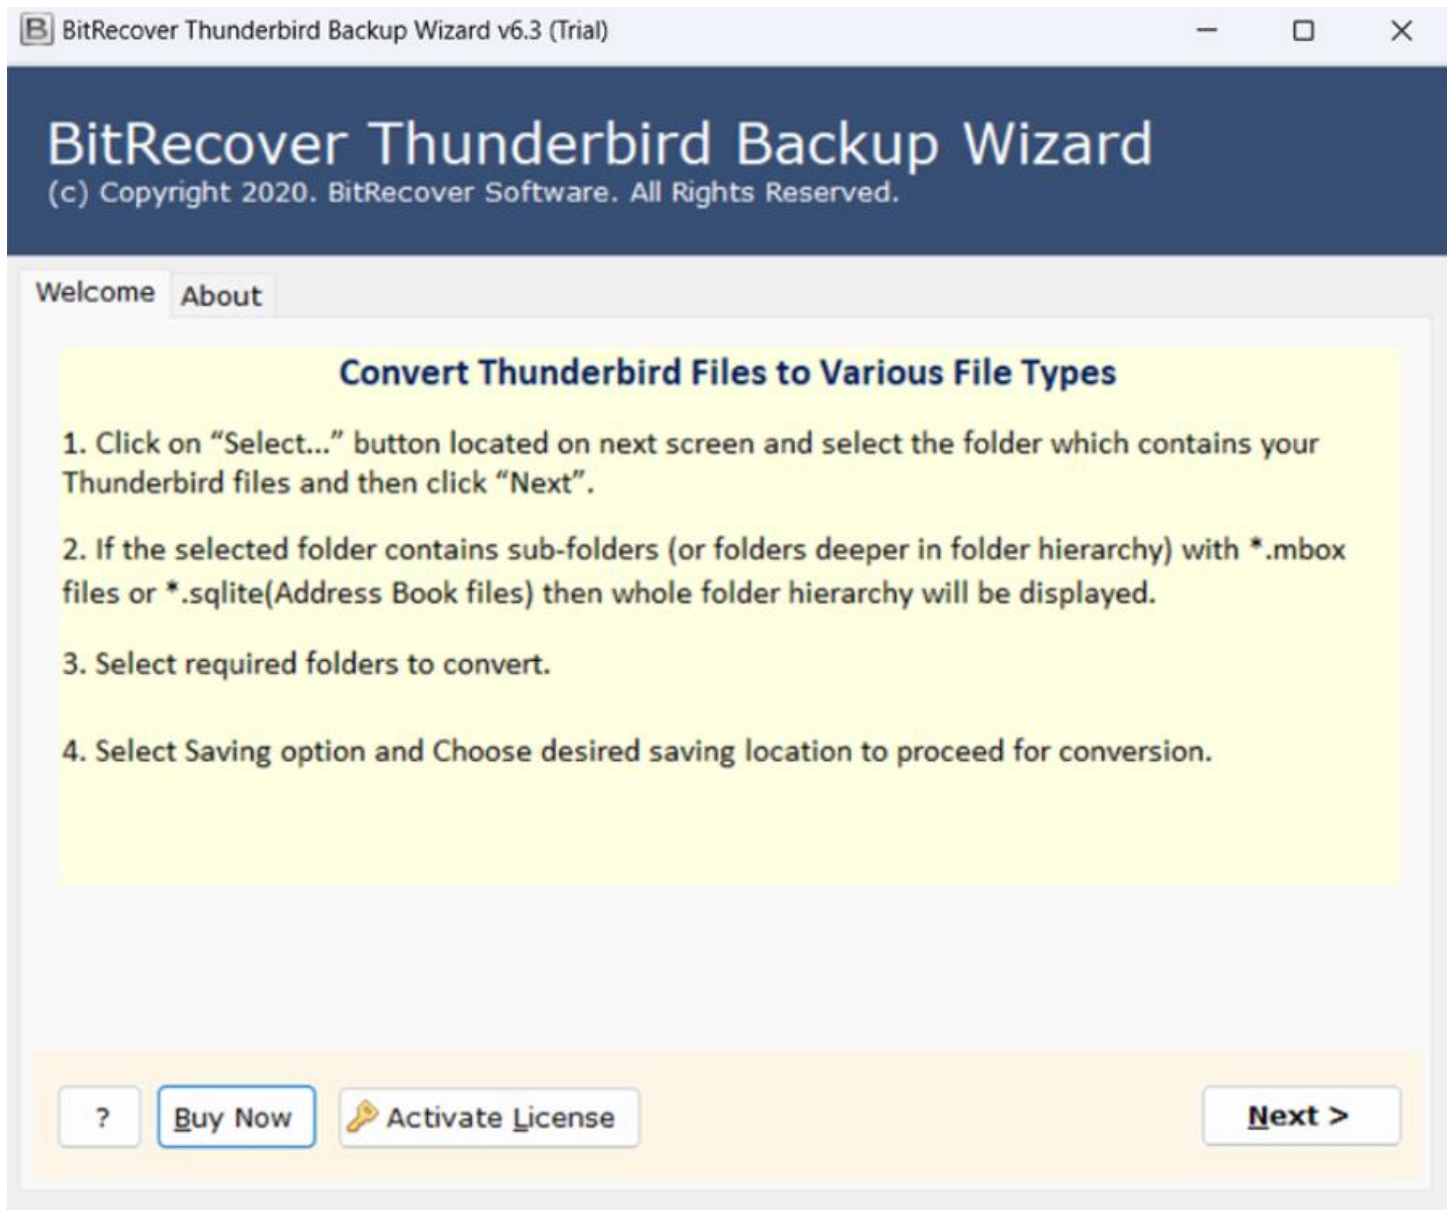 BitRecover Thunderbird Backup Wizard v6.3 (Trial)
BitRecover Thunderbird Backup Wizard
(c) Copyright 2020. BitRecover Software. All Rights Reserved.
Welcome About
Convert Thunderbird Files to Various File Types
1. Click on “Select...” button located on next screen and select the folder which contains your
Thunderbird files and then click “Next”.
2. If the selected folder contains sub-folders (or folders deeper in folder hierarchy) with *.mbox
files or *.sqlite(Address Book files) then whole folder hierarchy will be displayed.
3. Select required folders to convert.
4. Select Saving option and Choose desired saving location to proceed for conversion.
? Buy Now Activate License Next >